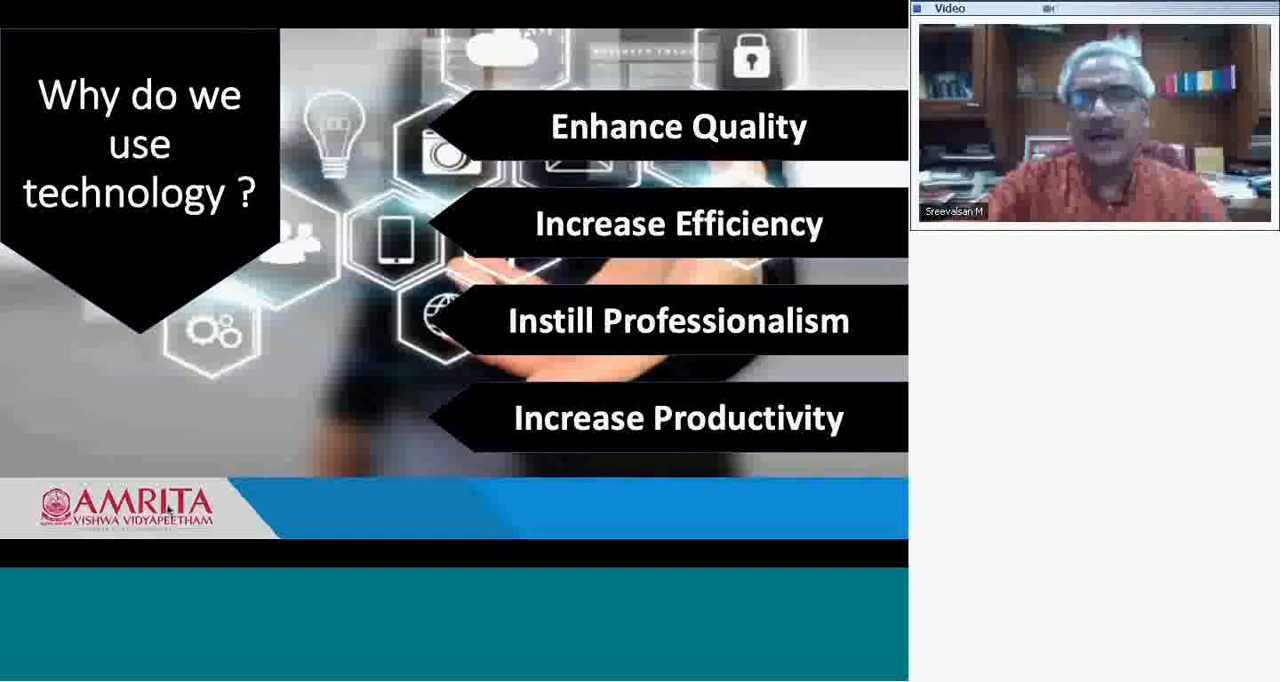 Why do we
use
technology ?
Enhance Quality
Increase Efficiency
Instill Professionalism
Increase Productivity
AMRITA
VISHWA VIDYAPEETHAM
Video
Sreevalsan M